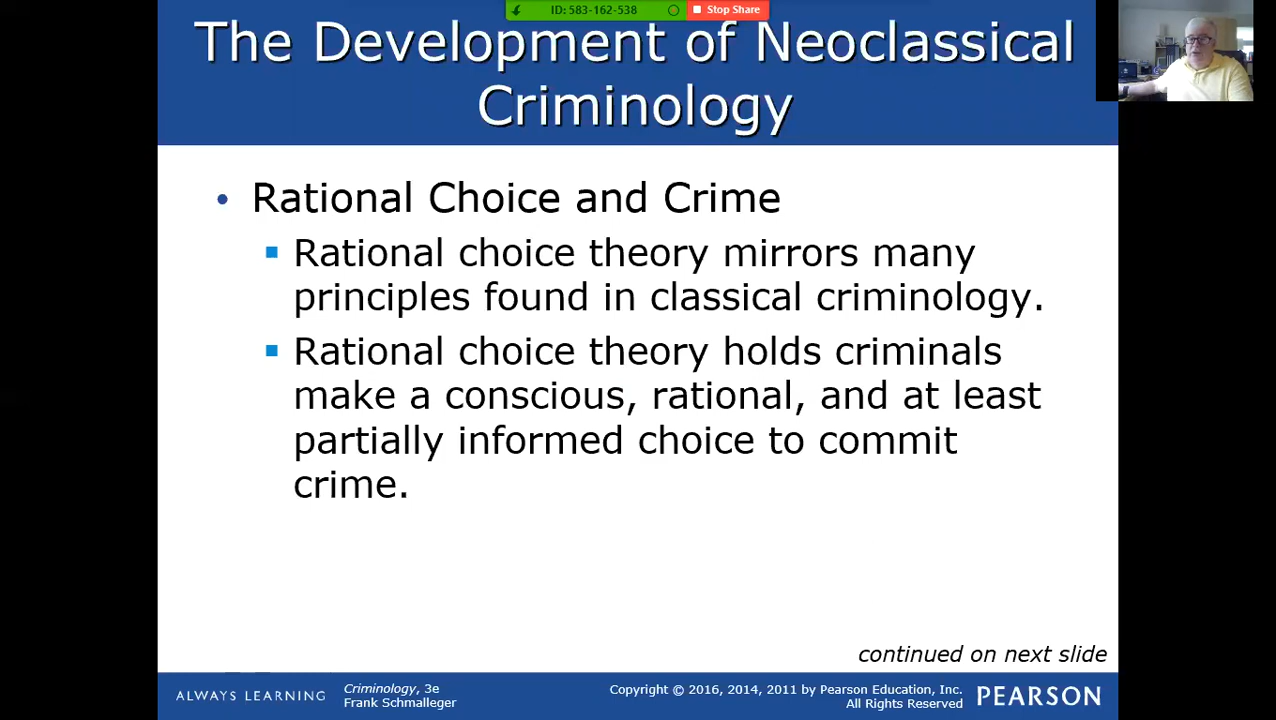 ID: 583-162-538
Stop Share
The Development of Neoclassical
Criminology
• Rational Choice and Crime
▪ Rational choice theory mirrors many
principles found in classical criminology.
▪ Rational choice theory holds criminals
make a conscious, rational, and at least
partially informed choice to commit
crime.
continued on next slide
ALWAYS LEARNING
Criminology, 3e
Frank Schmalleger
Copyright © 2016, 2014, 2011 by Pearson Education, Inc.
All Rights Reserved
PEARSON